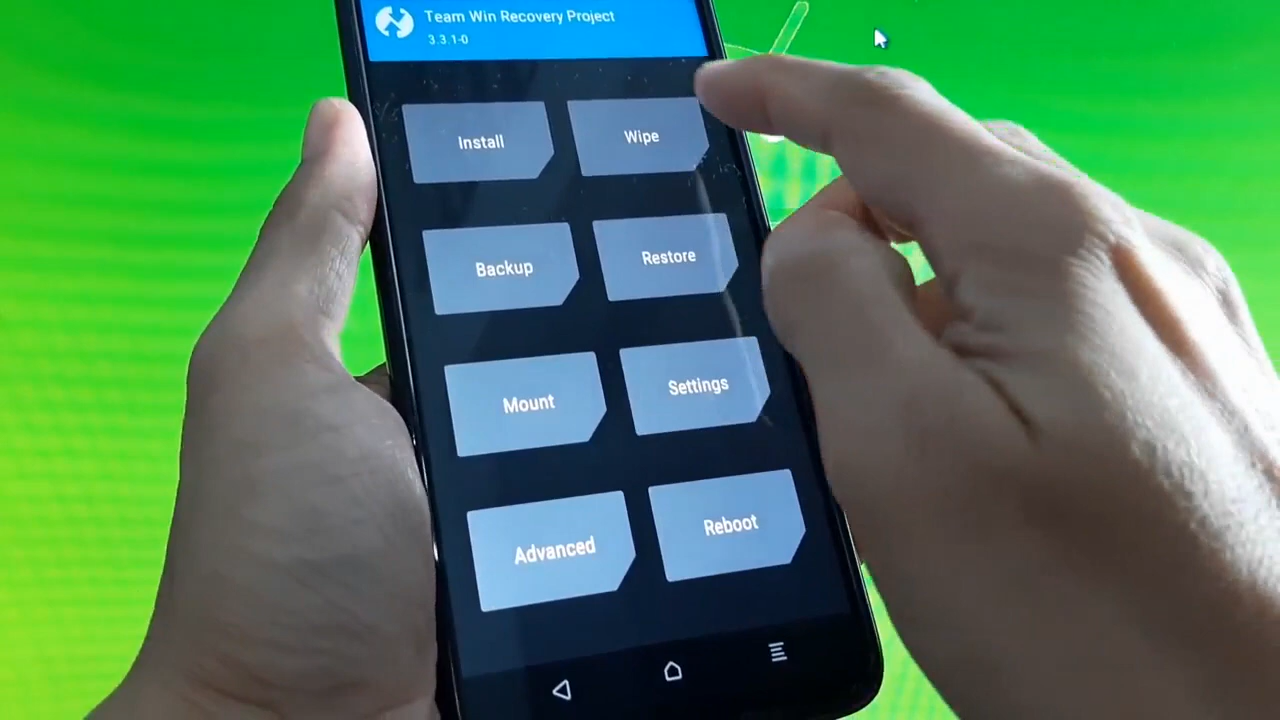 Team Win Recovery Project
3.3.1-0
Install
Wipe
Backup
Restore
Mount
Settings
Advanced
Reboot